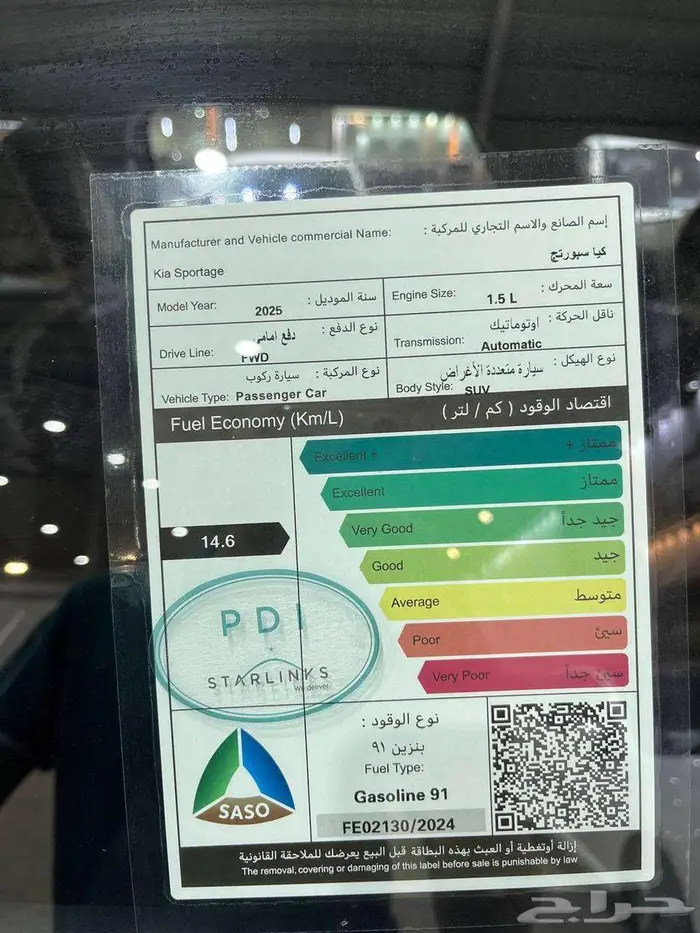 إسم الصانع والاسم التجاري للمركبة :
Manufacturer and Vehicle commercial Name:
كيا سبورتج
Kia Sportage
سنة الموديل :
Model Year: 2025
سعة المحرك :
Engine Size: 1.5 L
نوع الدفع : دفع امامي
Drive Line: FWD
ناقل الحركة : اوتوماتيك
Transmission: Automatic
نوع المركبة : سيارة ركوب
Vehicle Type: Passenger Car
نوع الهيكل : سيارة متعددة الأغراض
Body Style: SUV
Fuel Economy (Km/L) اقتصاد الوقود ( كم / لتر )
Excellent + ممتاز +
Excellent ممتاز
Very Good جيد جداً
14.6
Good جيد
Average متوسط
Poor سيئ
Very Poor سيئ جداً
PDI
STARLINKS
We deliver
نوع الوقود :
بنزين ٩١
Fuel Type:
Gasoline 91
FE02130/2024
SASO
إزالة أوتغطية أو العبث بهذه البطاقة قبل البيع يعرضك للملاحقة القانونية
The removal, covering or damaging of this label before sale is punishable by law
حراج